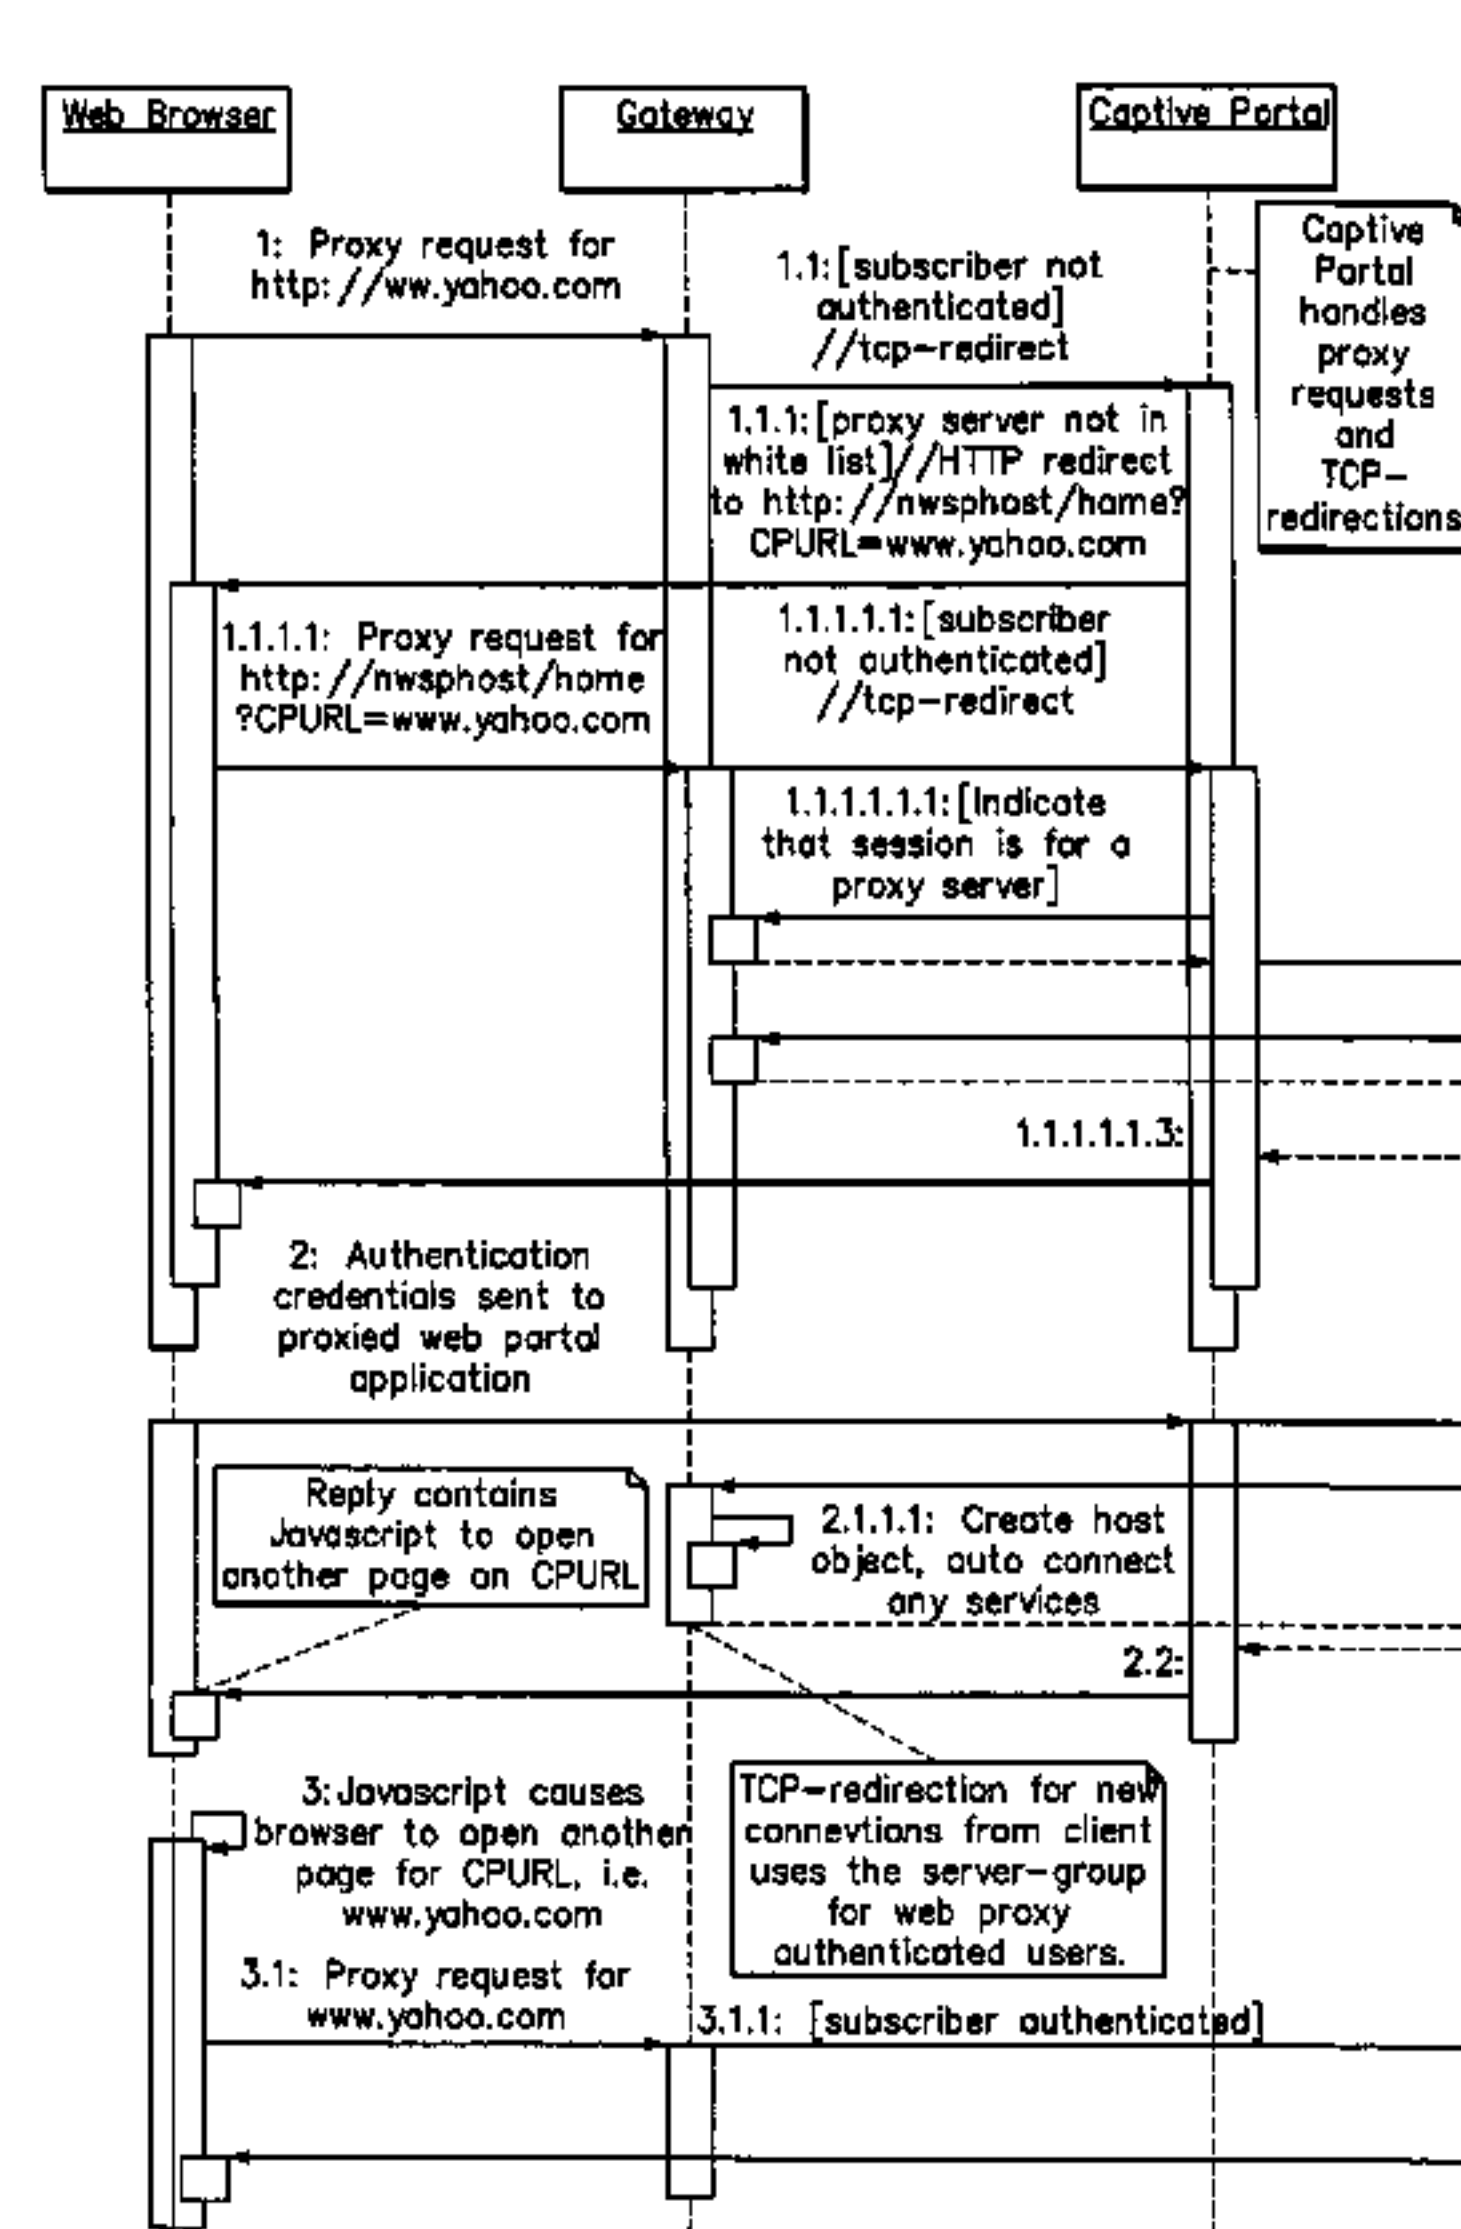 Web Browser
Gateway
Captive Portal
1: Proxy request for
http://ww.yahoo.com
1.1:[subscriber not
authenticated]
//tcp-redirect
Captive
Portal
handles
proxy
requests
and
TCP-
redirections
1.1.1:[proxy server not in
white list]//HTTP redirect
to http://nwsphost/home?
CPURL=www.yahoo.com
1.1.1.1: Proxy request for
http://nwsphost/home
?CPURL=www.yahoo.com
1.1.1.1.1:[subscriber
not authenticated]
//tcp-redirect
1.1.1.1.1.1:[Indicate
that session is for a
proxy server]
1.1.1.1.1.3:
2: Authentication
credentials sent to
proxied web portal
application
Reply contains
Javascript to open
another page on CPURL
2.1.1.1: Create host
object, auto connect
any services
2.2:
3:Javascript causes
browser to open another
page for CPURL, i.e.
www.yahoo.com
TCP-redirection for new
connevtions from client
uses the server-group
for web proxy
authenticated users.
3.1: Proxy request for
www.yahoo.com
3.1.1: [subscriber authenticated]